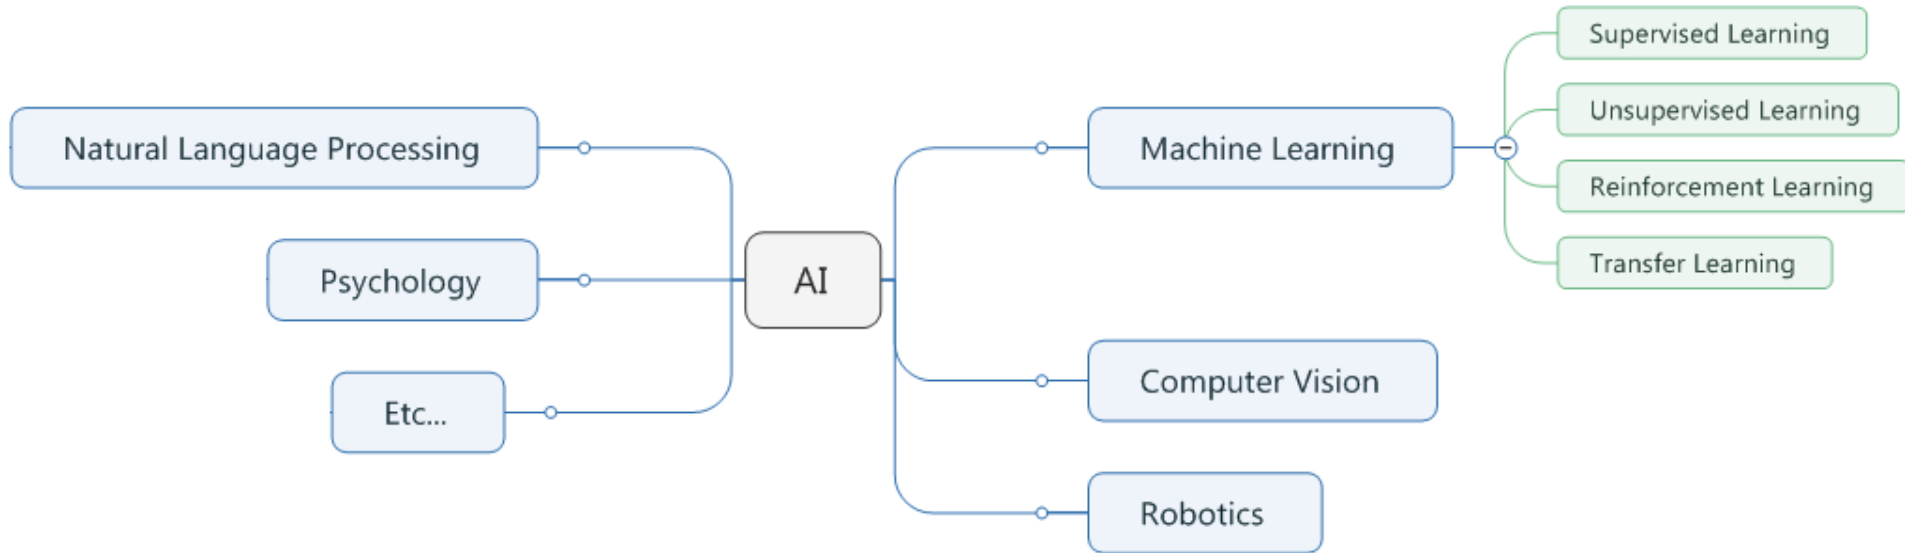 Natural Language Processing
Psychology
Etc...
AI
Machine Learning
Supervised Learning
Unsupervised Learning
Reinforcement Learning
Transfer Learning
Computer Vision
Robotics